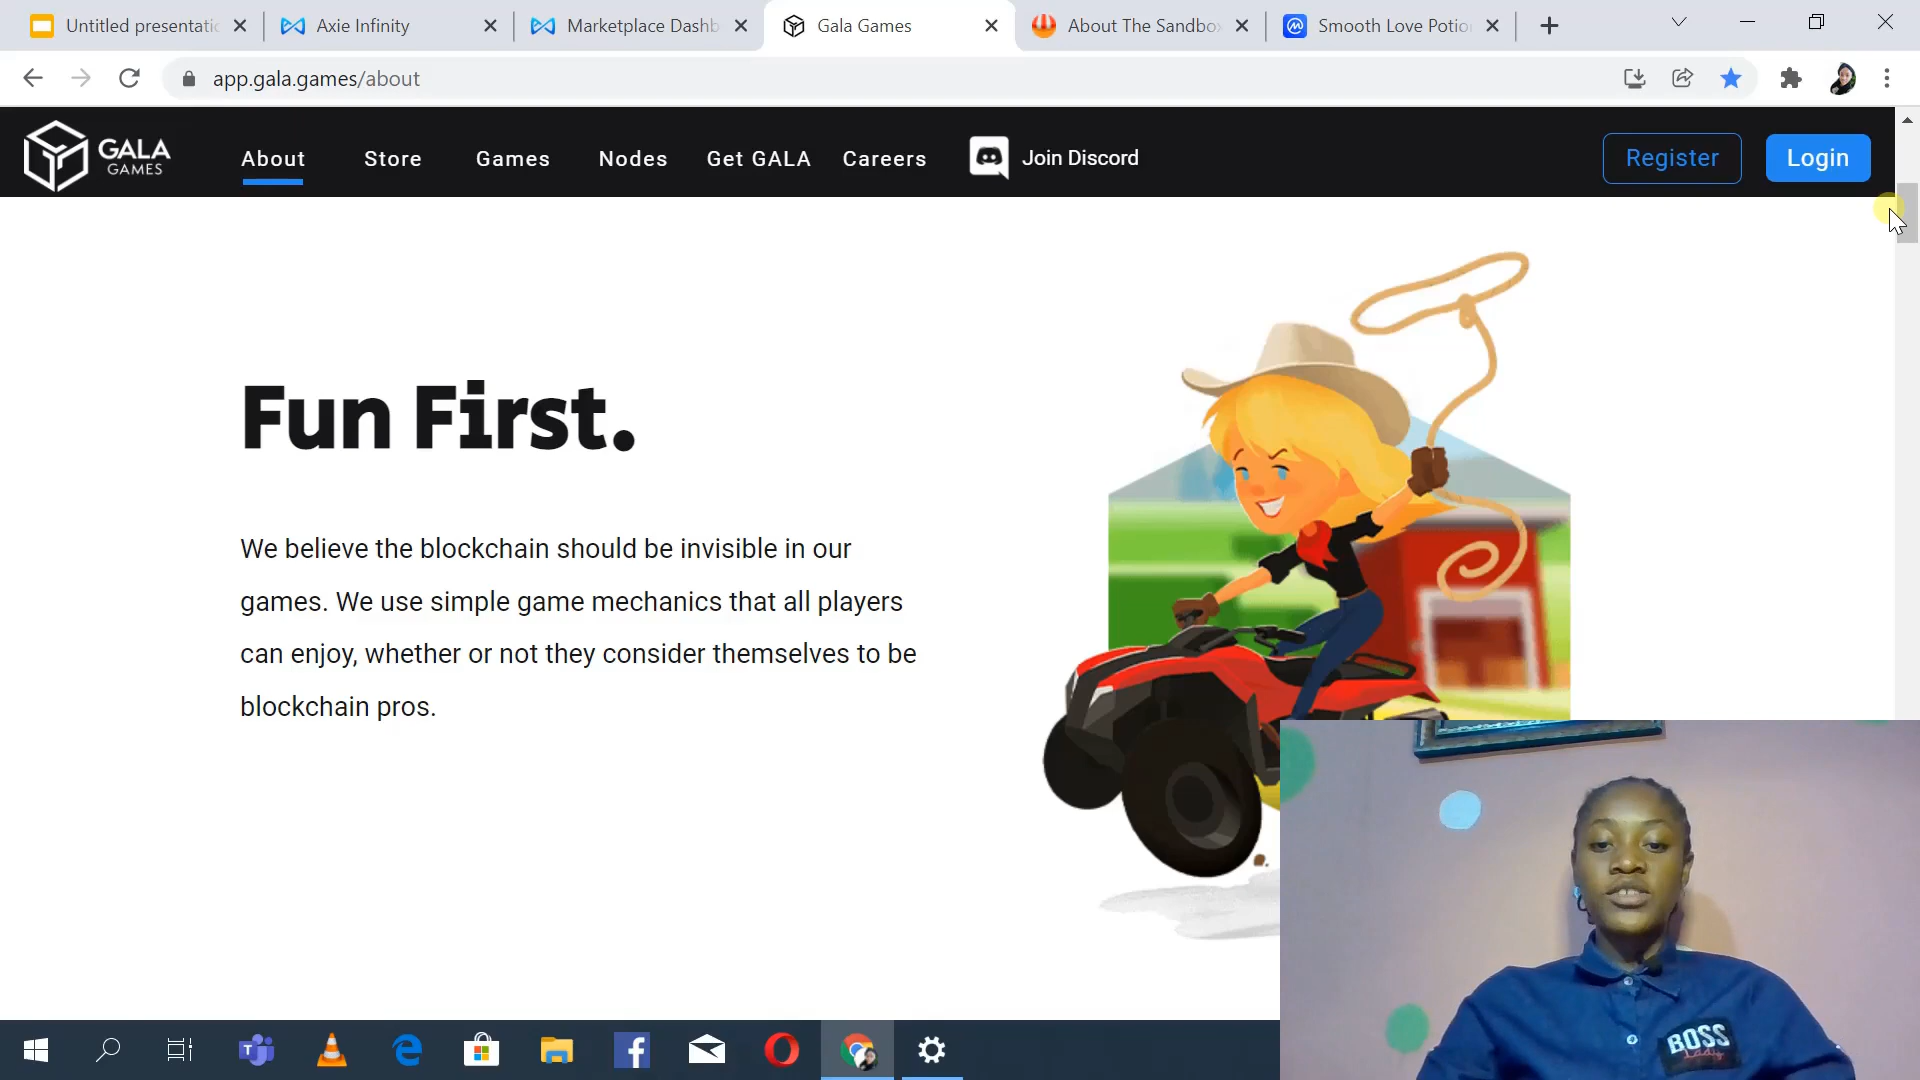 Untitled presentatio
Axie Infinity
Marketplace Dashb
Gala Games
About The Sandbox
Smooth Love Potio
app.gala.games/about
GALA
GAMES
About
Store
Games
Nodes
Get GALA
Careers
Join Discord
Register
Login
Fun First.
We believe the blockchain should be invisible in our
games. We use simple game mechanics that all players
can enjoy, whether or not they consider themselves to be
blockchain pros.
BOSS
Lady